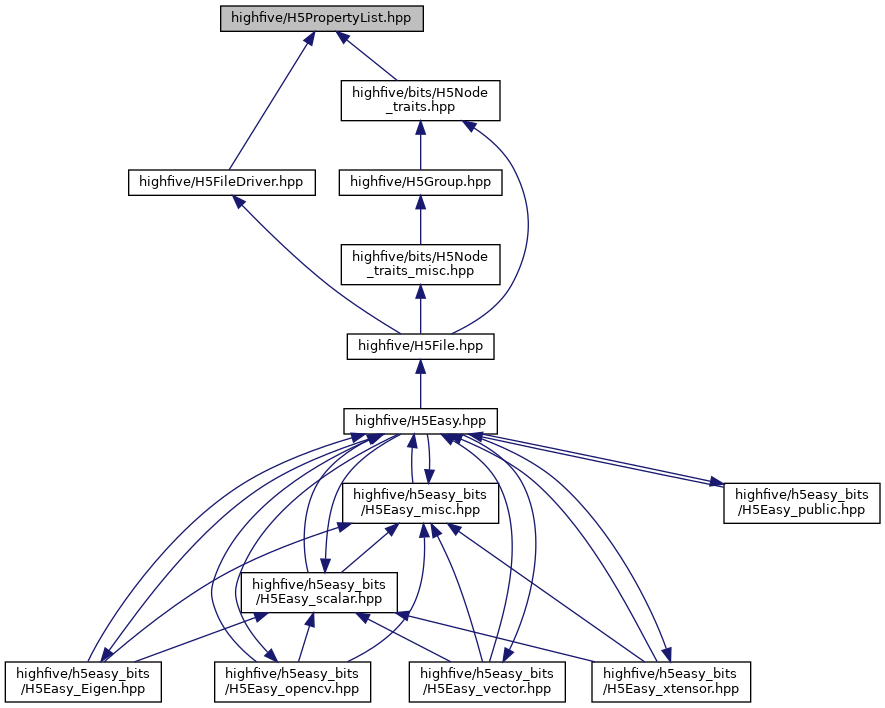 highfive/H5PropertyList.hpp
highfive/bits/H5Node
_traits.hpp
highfive/H5FileDriver.hpp
highfive/H5Group.hpp
highfive/bits/H5Node
_traits_misc.hpp
highfive/H5File.hpp
highfive/H5Easy.hpp
highfive/h5easy_bits
/H5Easy_misc.hpp
highfive/h5easy_bits
/H5Easy_public.hpp
highfive/h5easy_bits
/H5Easy_scalar.hpp
highfive/h5easy_bits
/H5Easy_Eigen.hpp
highfive/h5easy_bits
/H5Easy_opencv.hpp
highfive/h5easy_bits
/H5Easy_vector.hpp
highfive/h5easy_bits
/H5Easy_xtensor.hpp